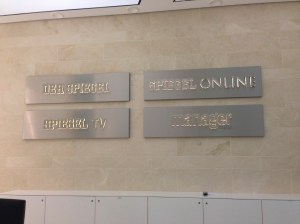 DER SPIEGEL
SPIEGEL ONLINE
SPIEGEL TV
manager